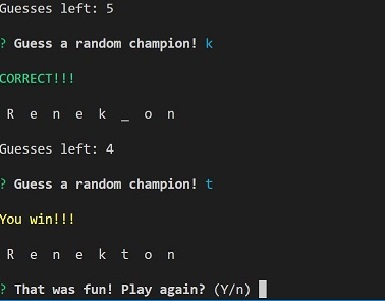 Guesses left: 5
? Guess a random champion! k
CORRECT!!!
R e n e k _ o n
Guesses left: 4
? Guess a random champion! t
You win!!!
R e n e k t o n
? That was fun! Play again? (Y/n)